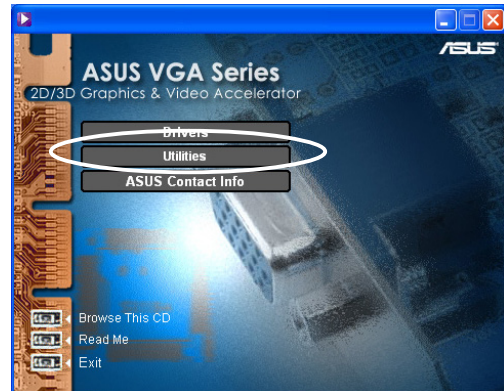 ASUS
ASUS VGA Series
2D/3D Graphics & Video Accelerator
Drivers
Utilities
ASUS Contact Info
Browse This CD
Read Me
Exit